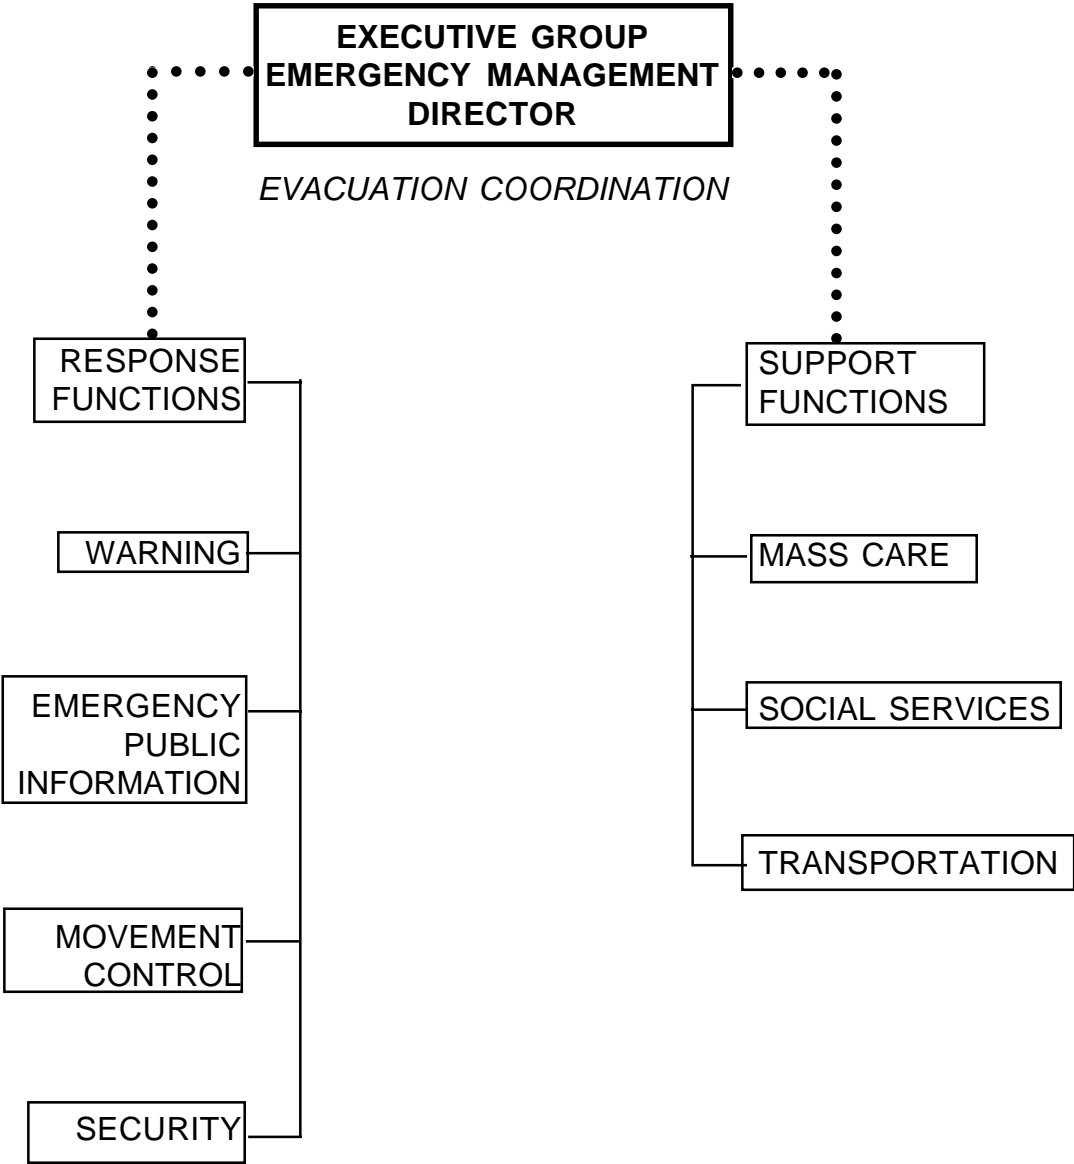 EXECUTIVE GROUP
EMERGENCY MANAGEMENT
DIRECTOR
EVACUATION COORDINATION
RESPONSE
FUNCTIONS
WARNING
EMERGENCY
PUBLIC
INFORMATION
MOVEMENT
CONTROL
SECURITY
SUPPORT
FUNCTIONS
MASS CARE
SOCIAL SERVICES
TRANSPORTATION